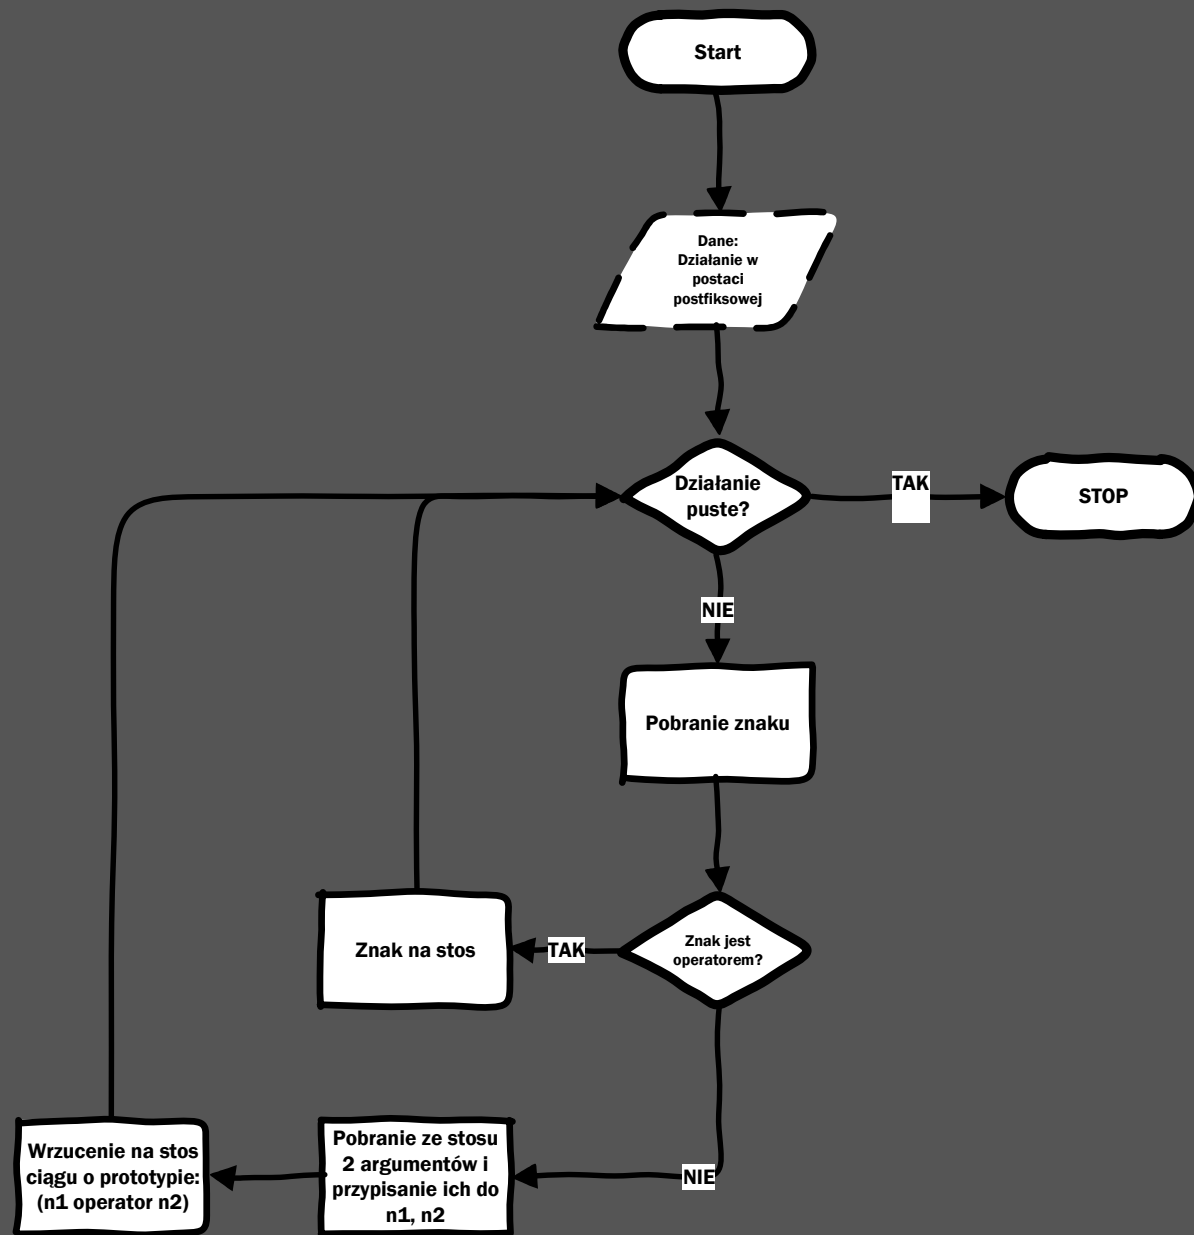 Start
Dane:
Działanie w
postaci
postfiksowej
Działanie
puste?
TAK
STOP
NIE
Pobranie znaku
Znak jest
operatorem?
TAK
Znak na stos
NIE
Pobranie ze stosu
2 argumentów i
przypisanie ich do
n1, n2
Wrzucenie na stos
ciągu o prototypie:
(n1 operator n2)